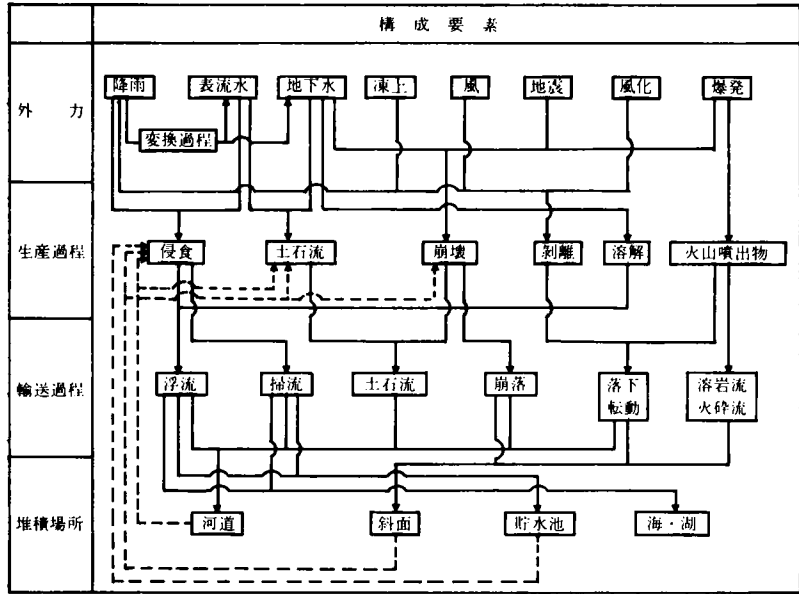 構成要素
外力
降雨
表流水
地下水
凍上
風
地震
風化
爆発
変換過程
生産過程
侵食
土石流
崩壊
剥離
溶解
火山噴出物
輸送過程
浮流
掃流
土石流
崩落
落下
転動
溶岩流
火砕流
堆積場所
河道
斜面
貯水池
海・湖